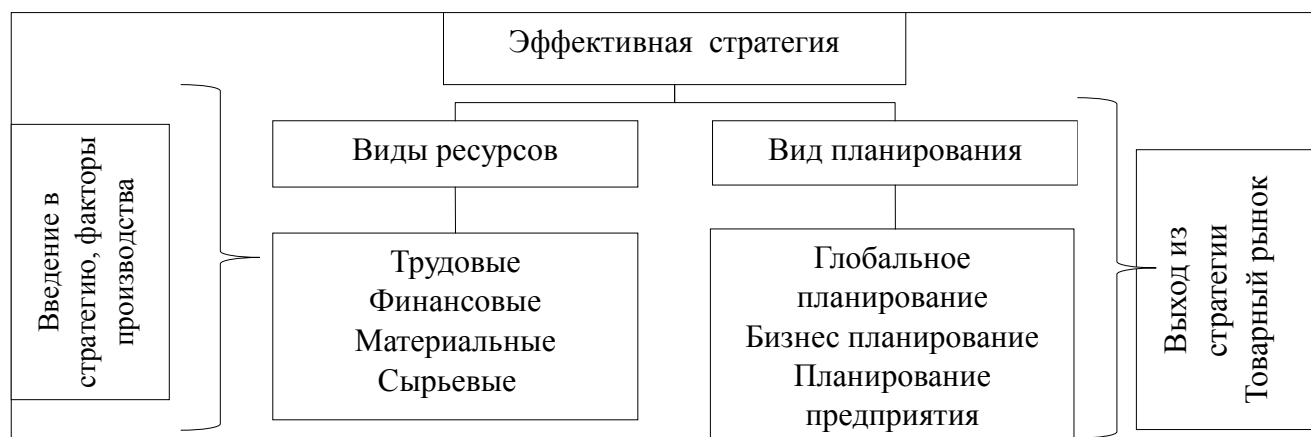 Эффективная стратегия
Виды ресурсов
Вид планирования
Введение в
стратегию, факторы
производства
Трудовые
Финансовые
Материальные
Сырьевые
Глобальное
планирование
Бизнес планирование
Планирование
предприятия
Выход из
стратегии
Товарный рынок